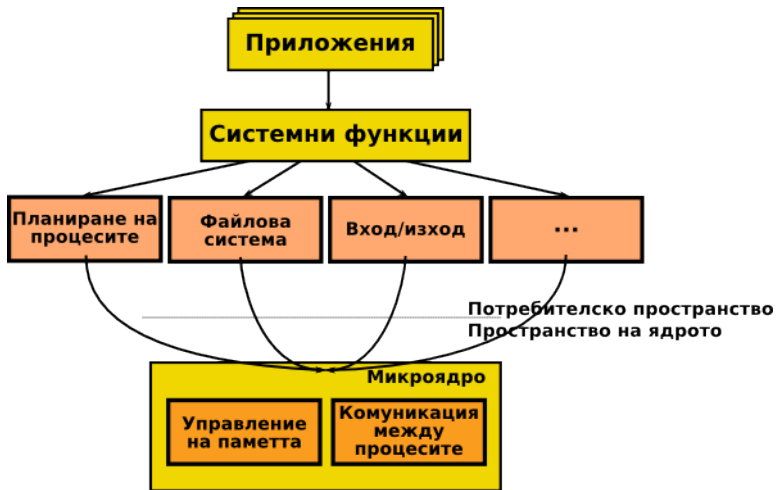 Приложения
Системни функции
Планиране на
процесите
Файлова
система
Вход/изход
...
Потребителско пространство
Пространство на ядрото
Микроядро
Управление
на паметта
Комуникация
между
процесите